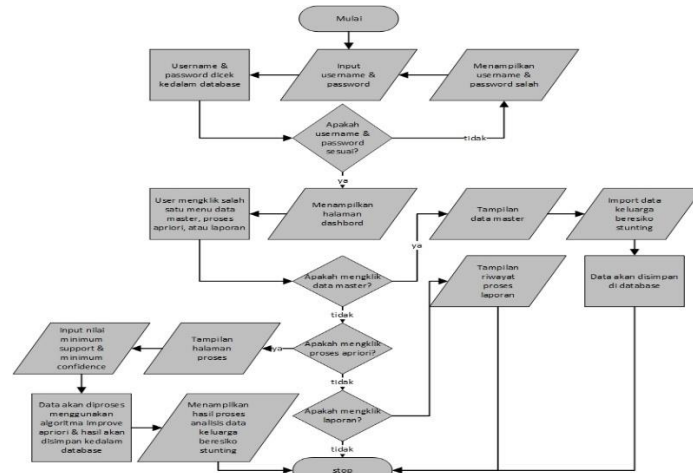 Mulai
Username &
password dicek
kedalam database
Input
username &
password
Menampilkan
username &
password salah
Apakah
username &
password
sesuai?
tidak
ya
User mengklik salah
satu menu data
master, proses
apriori, atau laporan
Menampilkan
halaman
dashbord
Tampilan
data master
Import data
keluarga
beresiko
stunting
ya
Apakah mengklik
data master?
Tampilan
riwayat
proses
laporan
Data akan disimpan
di database
tidak
Input nilai
minimum
support &
minimum
confidence
Tampilan
halaman
proses
ya
Apakah mengklik
proses apriori?
tidak
Data akan diproses
menggunakan
algoritma improve
apriori & hasil akan
disimpan kedalam
database
Menampilkan
hasil proses
analisis data
keluarga
beresiko
stunting
Apakah mengklik
laporan?
tidak
stop